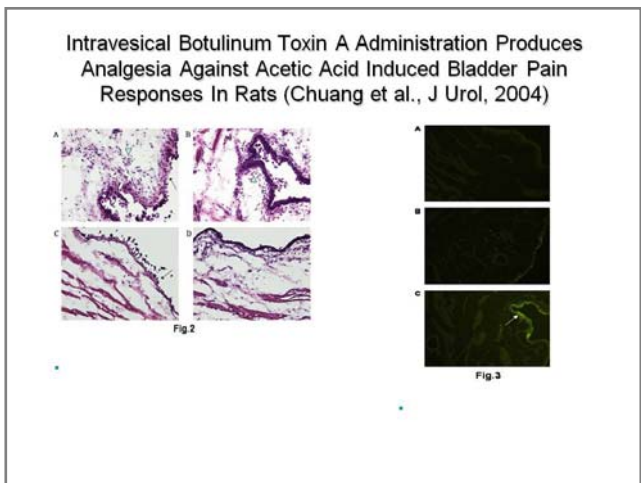 Intravesical Botulinum Toxin A Administration Produces
Analgesia Against Acetic Acid Induced Bladder Pain
Responses In Rats (Chuang et al., J Urol, 2004)
A
B
C
D
Fig.2
A
B
C
Fig.3